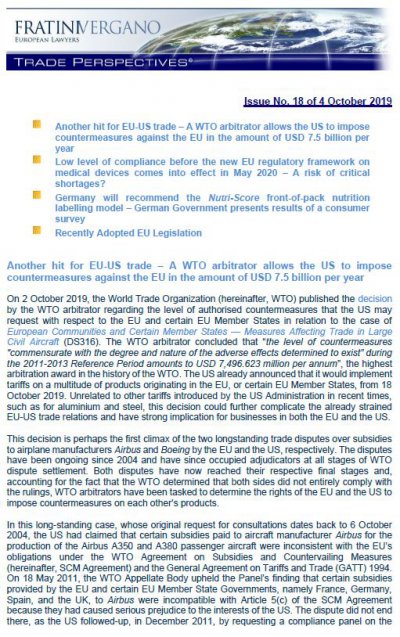 FRATINIVERGANO
EUROPEAN LAWYERS
TRADE PERSPECTIVES©
Issue No. 18 of 4 October 2019
Another hit for EU-US trade – A WTO arbitrator allows the US to impose
countermeasures against the EU in the amount of USD 7.5 billion per
year
Low level of compliance before the new EU regulatory framework on
medical devices comes into effect in May 2020 – A risk of critical
shortages?
Germany will recommend the Nutri-Score front-of-pack nutrition
labelling model – German Government presents results of a consumer
survey
Recently Adopted EU Legislation
Another hit for EU-US trade – A WTO arbitrator allows the US to impose
countermeasures against the EU in the amount of USD 7.5 billion per year
On 2 October 2019, the World Trade Organization (hereinafter, WTO) published the decision
by the WTO arbitrator regarding the level of authorised countermeasures that the US may
request with respect to the EU and certain EU Member States in relation to the case of
European Communities and Certain Member States — Measures Affecting Trade in Large
Civil Aircraft (DS316). The WTO arbitrator concluded that “the level of countermeasures
"commensurate with the degree and nature of the adverse effects determined to exist" during
the 2011-2013 Reference Period amounts to USD 7,496.623 million per annum”, the highest
arbitration award in the history of the WTO. The US already announced that it would implement
tariffs on a multitude of products originating in the EU, or certain EU Member States, from 18
October 2019. Unrelated to other tariffs introduced by the US Administration in recent times,
such as for aluminium and steel, this decision could further complicate the already strained
EU-US trade relations and have strong implication for businesses in both the EU and the US.
This decision is perhaps the first climax of the two longstanding trade disputes over subsidies
to airplane manufacturers Airbus and Boeing by the EU and the US, respectively. The disputes
have been ongoing since 2004 and have since occupied adjudicators at all stages of WTO
dispute settlement. Both disputes have now reached their respective final stages and,
accounting for the fact that the WTO determined that both sides did not entirely comply with
the rulings, WTO arbitrators have been tasked to determine the rights of the EU and the US to
impose countermeasures on each other's products.
In this long-standing case, whose original request for consultations dates back to 6 October
2004, the US had claimed that certain subsidies paid to aircraft manufacturer Airbus for the
production of the Airbus A350 and A380 passenger aircraft were inconsistent with the EU's
obligations under the WTO Agreement on Subsidies and Countervailing Measures
(hereinafter, SCM Agreement) and the General Agreement on Tariffs and Trade (GATT) 1994.
On 18 May 2011, the WTO Appellate Body upheld the Panel's finding that certain subsidies
provided by the EU and certain EU Member State Governments, namely France, Germany,
Spain, and the UK, to Airbus were incompatible with Article 5(c) of the SCM Agreement
because they had caused serious prejudice to the interests of the US. The dispute did not end
there, as the US followed-up, in December 2011, by requesting a compliance panel on the